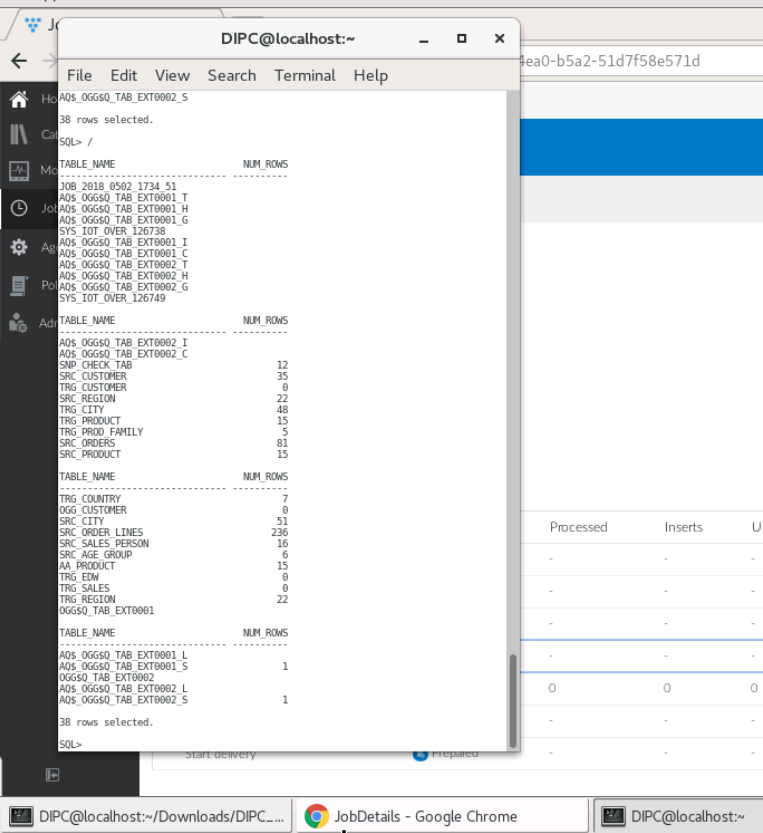 DIPC@localhost:~
File Edit View Search Terminal Help
4ea0-b5a2-51d7f58e571d
AQ$_OGG$Q_TAB_EXT0002_S
38 rows selected.
SQL> /
TABLE_NAME NUM_ROWS
------------------------------ ----------
JOB_2018_0502_1734_51
AQ$_OGG$Q_TAB_EXT0001_T
AQ$_OGG$Q_TAB_EXT0001_H
AQ$_OGG$Q_TAB_EXT0001_G
SYS_IOT_OVER_126738
AQ$_OGG$Q_TAB_EXT0001_I
AQ$_OGG$Q_TAB_EXT0001_C
AQ$_OGG$Q_TAB_EXT0002_T
AQ$_OGG$Q_TAB_EXT0002_H
AQ$_OGG$Q_TAB_EXT0002_G
SYS_IOT_OVER_126749
TABLE_NAME NUM_ROWS
------------------------------ ----------
AQ$_OGG$Q_TAB_EXT0002_I
AQ$_OGG$Q_TAB_EXT0002_C
SNP_CHECK_TAB 12
SRC_CUSTOMER 35
TRG_CUSTOMER 0
SRC_REGION 22
TRG_CITY 48
TRG_PRODUCT 15
TRG_PROD_FAMILY 5
SRC_ORDERS 81
SRC_PRODUCT 15
TABLE_NAME NUM_ROWS
------------------------------ ----------
TRG_COUNTRY 7
OGG_CUSTOMER 0
SRC_CITY 51
SRC_ORDER_LINES 236
SRC_SALES_PERSON 16
SRC_AGE_GROUP 6
AA_PRODUCT 15
TRG_EDW 0
TRG_SALES 0
TRG_REGION 22
OGG$Q_TAB_EXT0001
TABLE_NAME NUM_ROWS
------------------------------ ----------
AQ$_OGG$Q_TAB_EXT0001_L
AQ$_OGG$Q_TAB_EXT0001_S 1
OGG$Q_TAB_EXT0002
AQ$_OGG$Q_TAB_EXT0002_L
AQ$_OGG$Q_TAB_EXT0002_S 1
38 rows selected.
SQL>
Jo
Ho
Cat
Mo
Job
Ag
Pol
Adr
Processed Inserts U
- - -
- - -
- - -
- - -
0 0 0
- - -
Start delivery Prepared - - -
DIPC@localhost:~/Downloads/DIPC_... JobDetails - Google Chrome DIPC@localhost:~